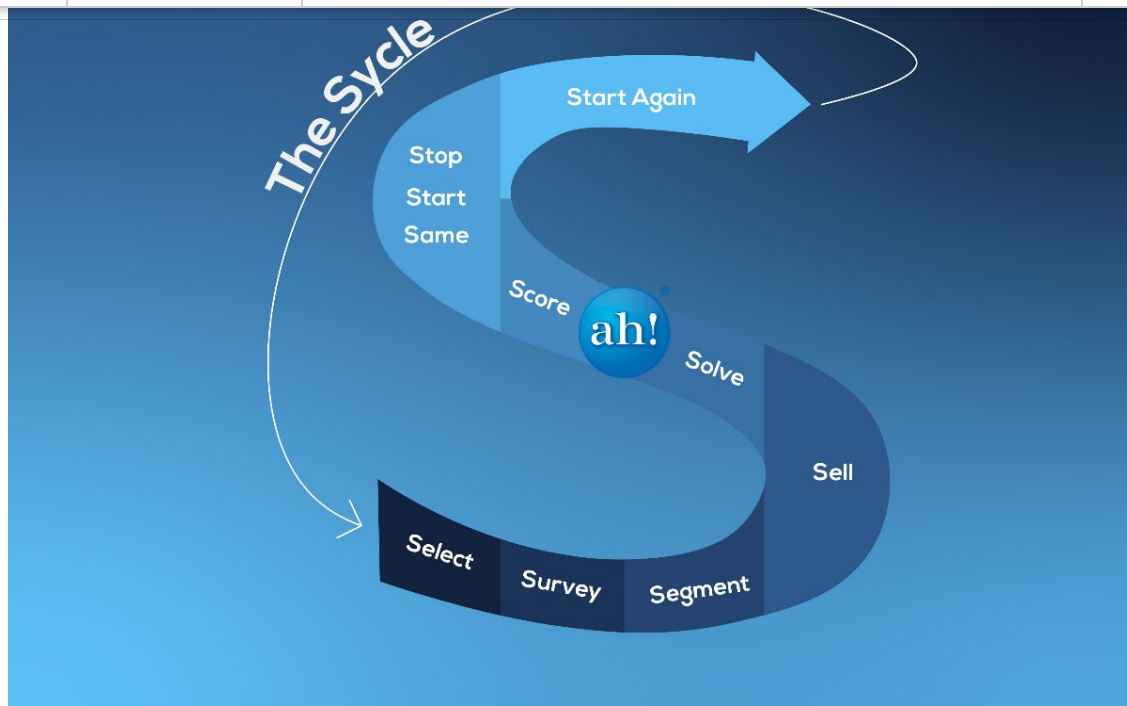 The Sycle
Start Again
Stop
Start
Same
Score
ah!
®
Solve
Sell
Select
Survey
Segment